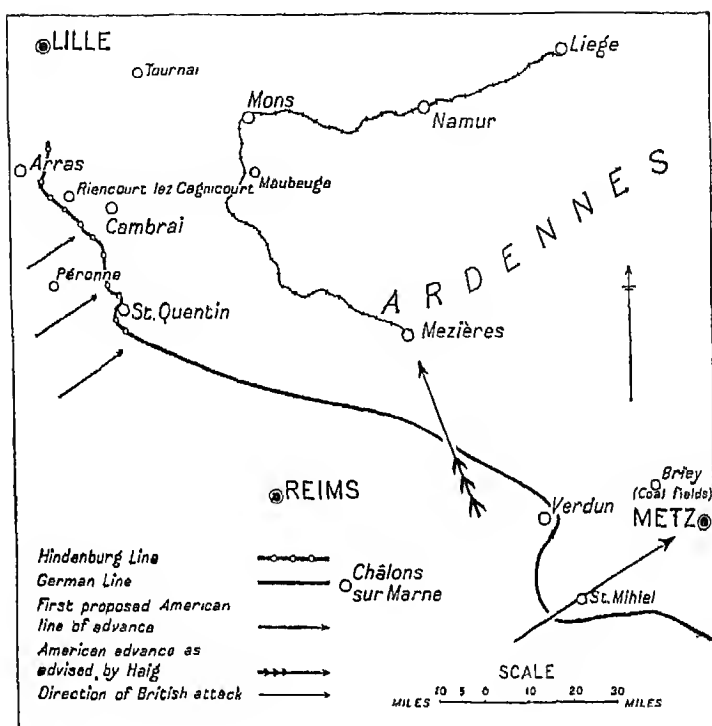 LILLE
Tournai
Liege
Mons
Namur
Arras
Riencourt lez Cagnicourt
Maubeuge
Cambrai
ARDENNES
Péronne
St. Quentin
Mezières
REIMS
Briey
(Coal fields)
Verdun
METZ
Hindenburg Line
German Line
Châlons
sur Marne
First proposed American
line of advance
St. Mihiel
American advance as
advised by Haig
Direction of British attack
SCALE
MILES 10 5 0 10 20 30 MILES